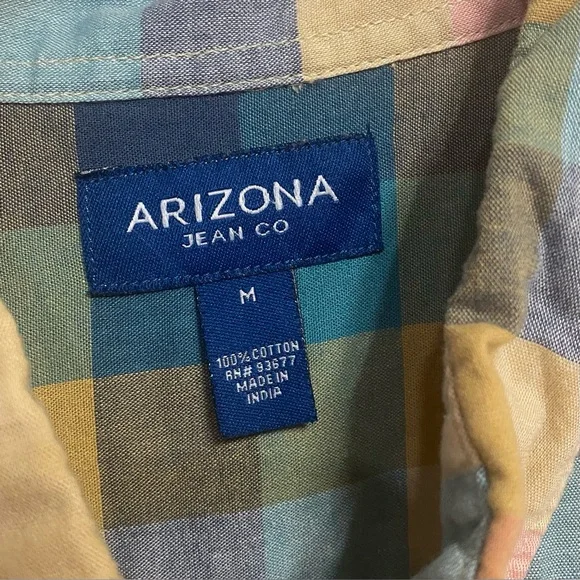 ARIZONA
JEAN CO
M
100% COTTON
RN# 93677
MADE IN
INDIA